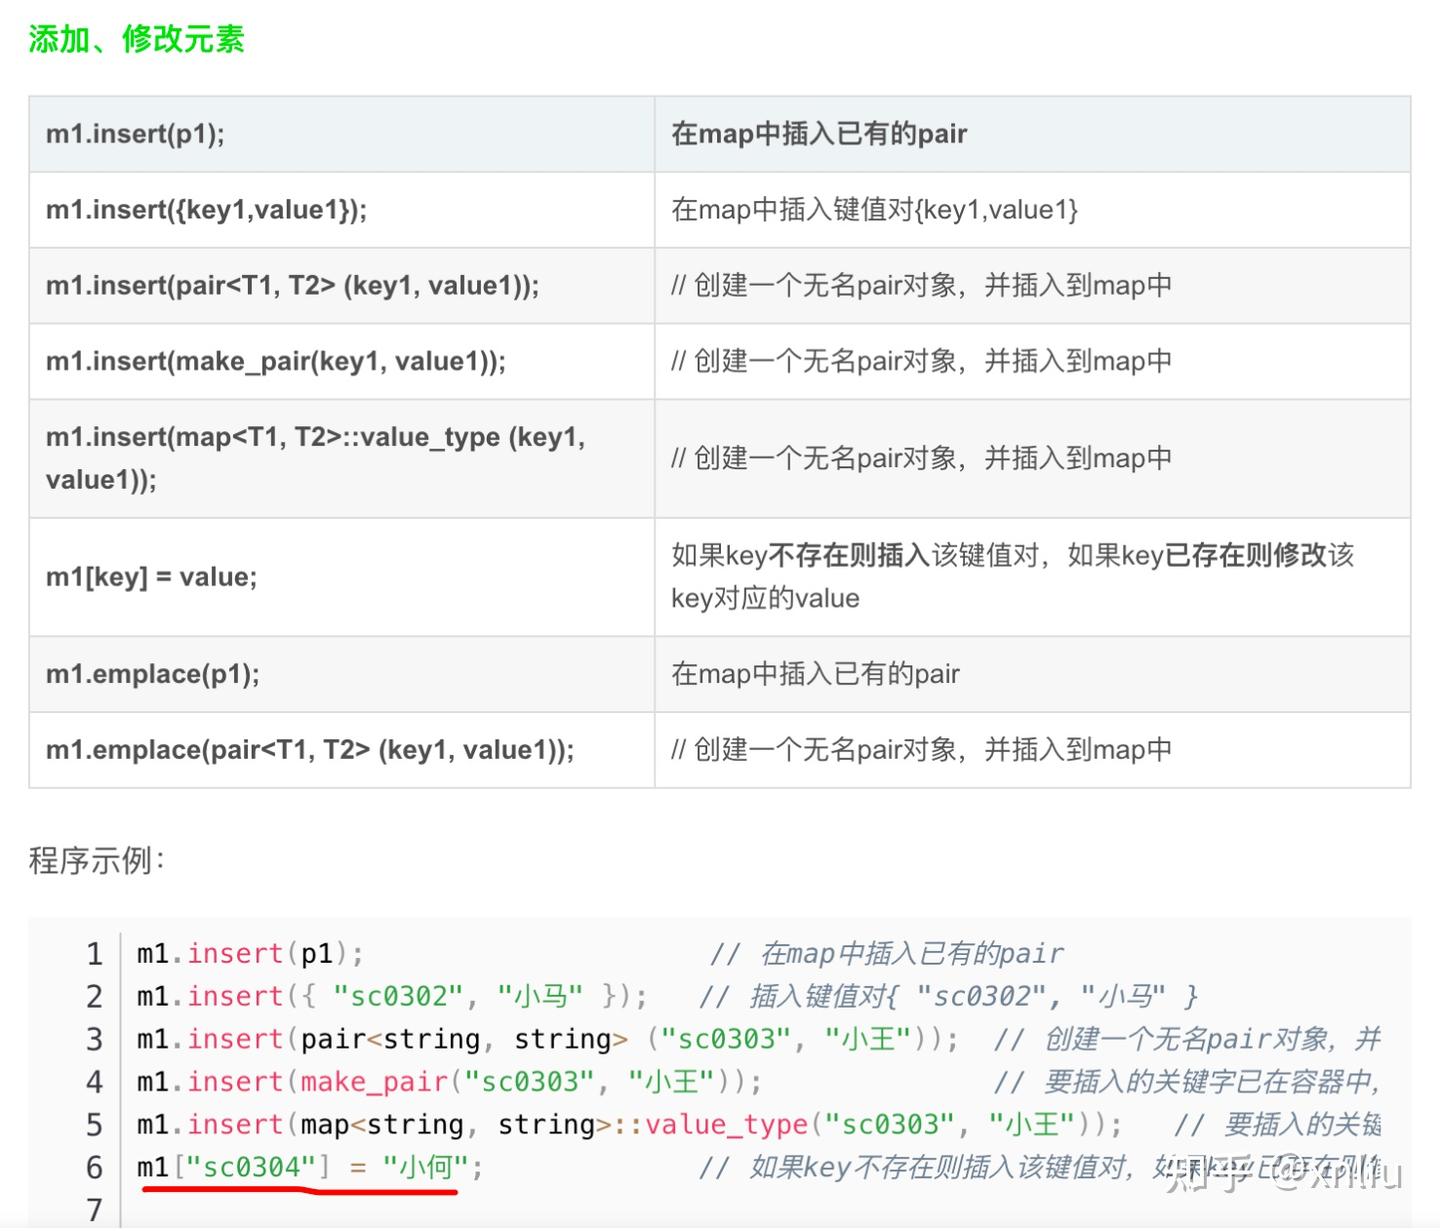 添加、修改元素
m1.insert(p1);
在map中插入已有的pair
m1.insert({key1,value1});
在map中插入键值对{key1,value1}
m1.insert(pair<T1, T2> (key1, value1));
// 创建一个无名pair对象，并插入到map中
m1.insert(make_pair(key1, value1));
// 创建一个无名pair对象，并插入到map中
m1.insert(map<T1, T2>::value_type (key1,
value1));
// 创建一个无名pair对象，并插入到map中
m1[key] = value;
如果key不存在则插入该键值对，如果key已存在则修改该
key对应的value
m1.emplace(p1);
在map中插入已有的pair
m1.emplace(pair<T1, T2> (key1, value1));
// 创建一个无名pair对象，并插入到map中
程序示例：
1 m1.insert(p1); // 在map中插入已有的pair
2 m1.insert({ "sc0302", "小马" }); // 插入键值对{ "sc0302", "小马" }
3 m1.insert(pair<string, string> ("sc0303", "小王")); // 创建一个无名pair对象，并
4 m1.insert(make_pair("sc0303", "小王")); // 要插入的关键字已在容器中，
5 m1.insert(map<string, string>::value_type("sc0303", "小王")); // 要插入的关键
6 m1["sc0304"] = "小何"; // 如果key不存在则插入该键值对，如果key已存在则
7
知乎 @xnliu